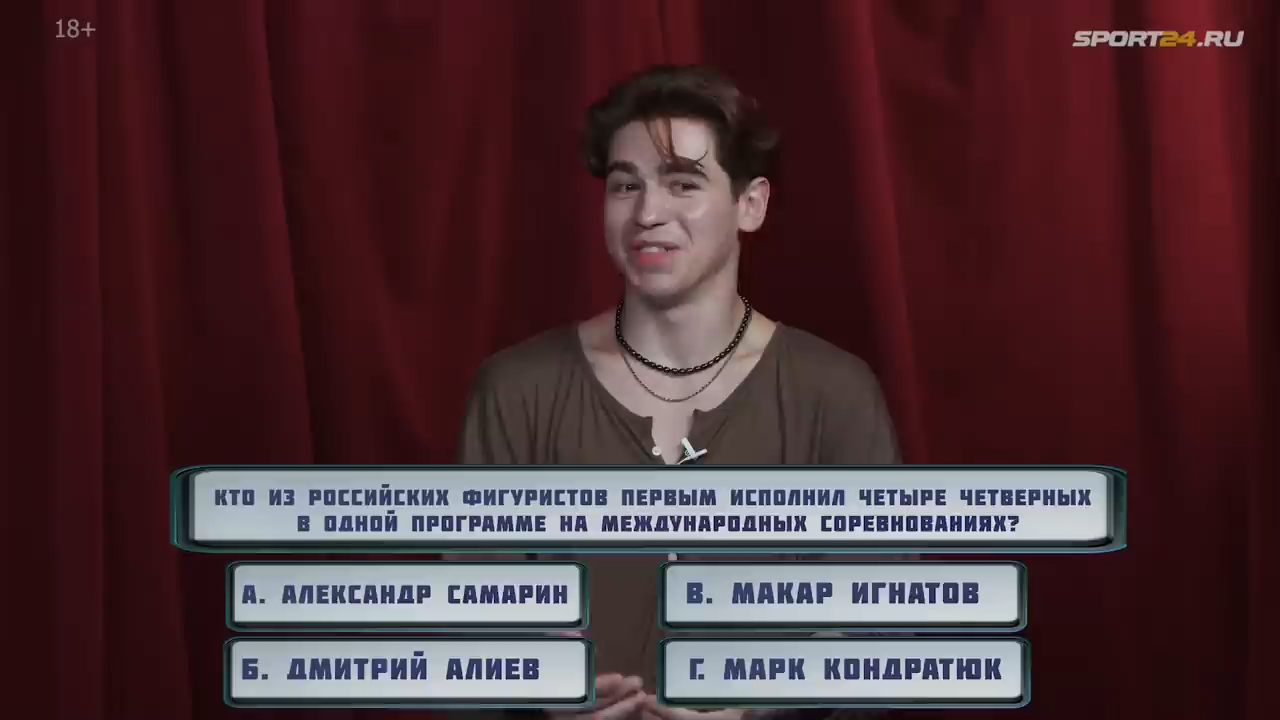 18+
SPORT24.RU
КТО ИЗ РОССИЙСКИХ ФИГУРИСТОВ ПЕРВЫМ ИСПОЛНИЛ ЧЕТЫРЕ ЧЕТВЕРНЫХ
В ОДНОЙ ПРОГРАММЕ НА МЕЖДУНАРОДНЫХ СОРЕВНОВАНИЯХ?
А. АЛЕКСАНДР САМАРИН
В. МАКАР ИГНАТОВ
Б. ДМИТРИЙ АЛИЕВ
Г. МАРК КОНДРАТЮК